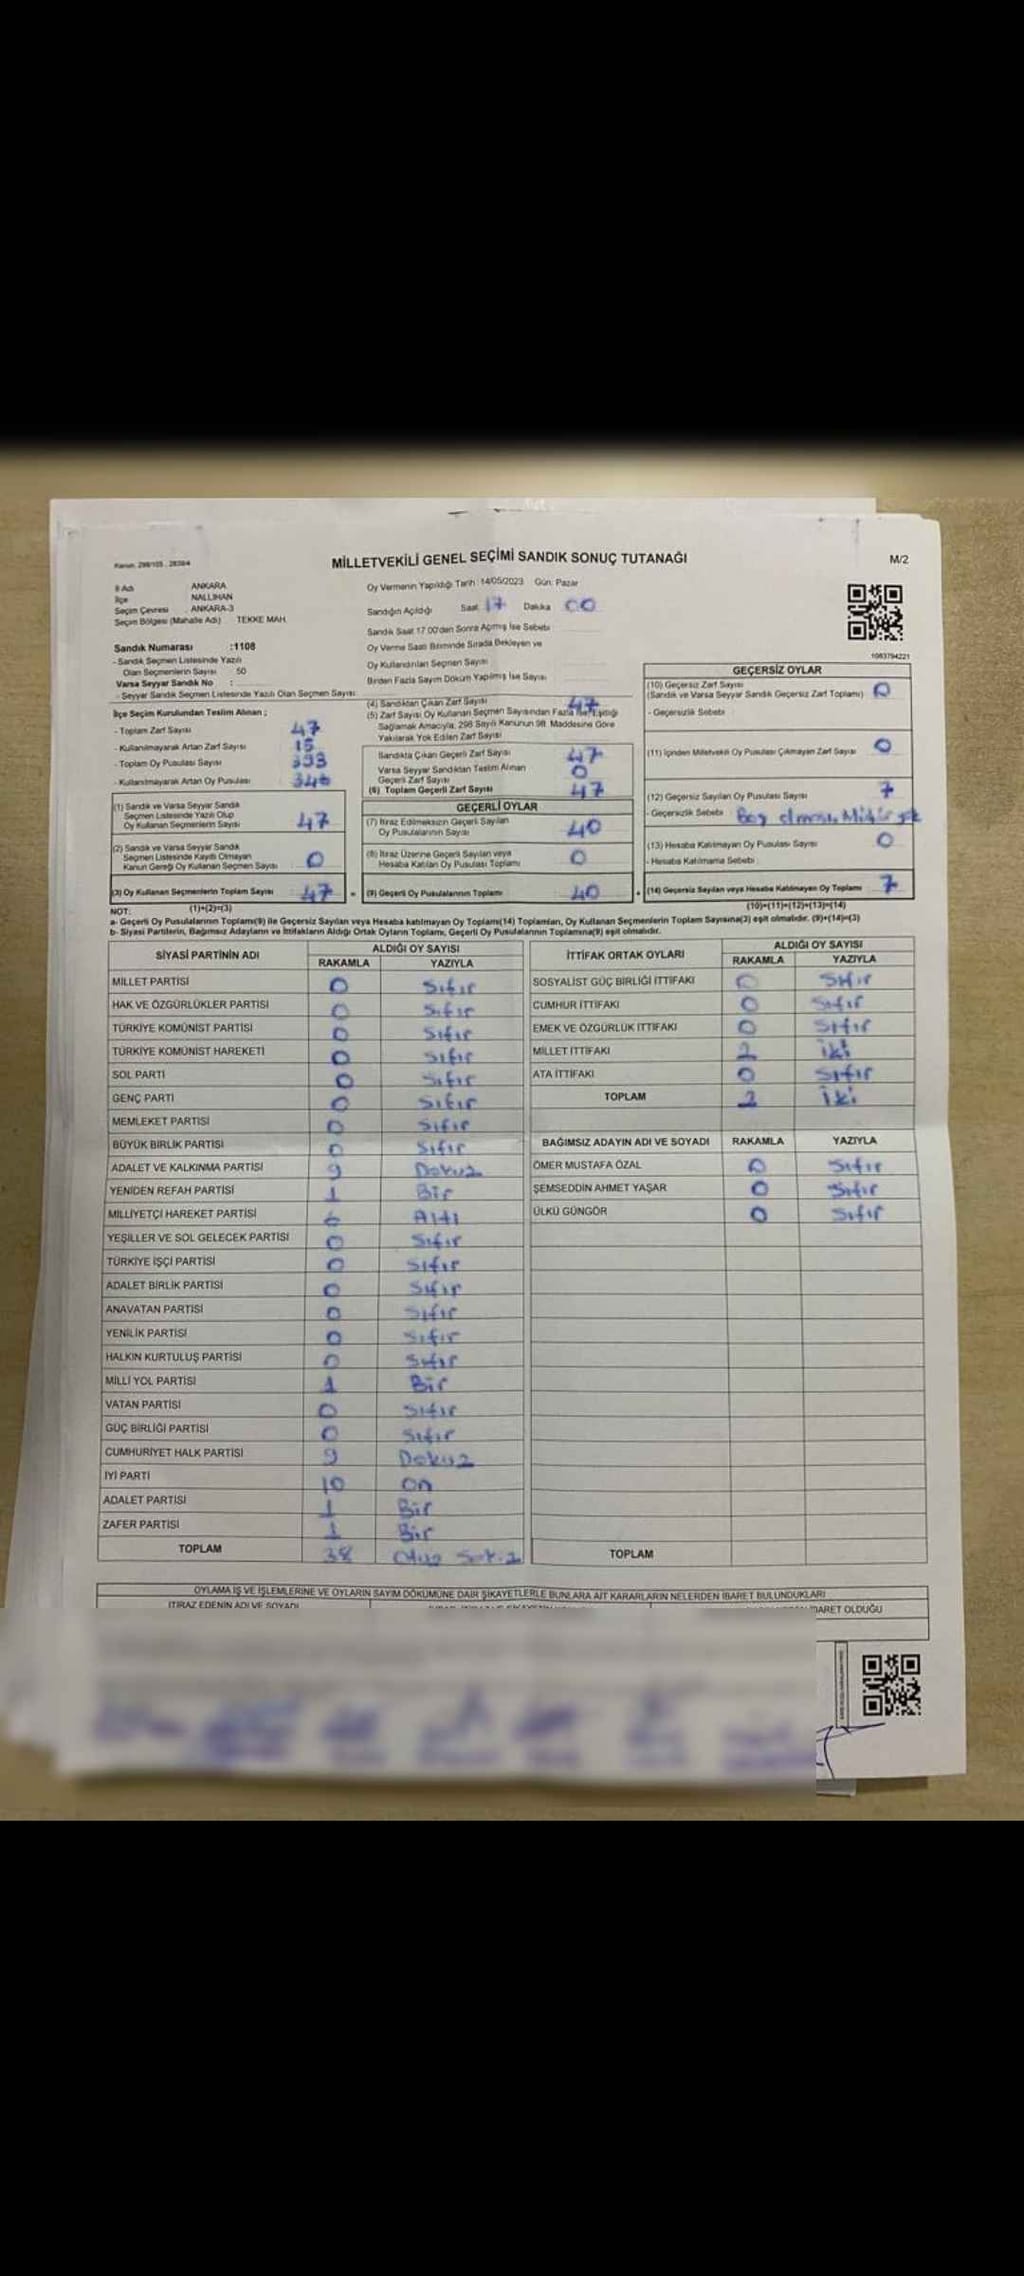 Kanun: 298/105
MİLLETVEKİLİ GENEL SEÇİMİ SANDIK SONUÇ TUTANAĞI
M/2
İl Adı ANKARA
İlçe NALLIHAN
Seçim Çevresi ANKARA-3
Seçim Bölgesi (Mahalle Adı) TEKKE MAH.
Oy Vermenin Yapıldığı Tarih: 14/05/2023 Gün: Pazar
Sandığın Açıldığı Saat 17 Dakika 00
Sandık Saat 17:00'den Sonra Açılmış İse Sebebi
Oy Verme Saati Bitiminde Sırada Bekleyen ve
Oy Kullandırılan Seçmen Sayısı
Birden Fazla Sayım Döküm Yapılmış İse Sayısı
1083794221
Sandık Numarası :1108
- Sandık Seçmen Listesinde Yazılı
Olan Seçmenlerin Sayısı 50
Varsa Seyyar Sandık No :
- Seyyar Sandık Seçmen Listesinde Yazılı Olan Seçmen Sayısı
İlçe Seçim Kurulundan Teslim Alınan ;
- Toplam Zarf Sayısı 47
- Kullanılmayarak Artan Zarf Sayısı 15
- Toplam Oy Pusulası Sayısı 393
- Kullanılmayarak Artan Oy Pusulası 346
(1) Sandık ve Varsa Seyyar Sandık
Seçmen Listesinde Yazılı Olup
Oy Kullanan Seçmenlerin Sayısı 47
(2) Sandık ve Varsa Seyyar Sandık
Seçmen Listesinde Kayıtlı Olmayan
Kanun Gereği Oy Kullanan Seçmen Sayısı 0
(3) Oy Kullanan Seçmenlerin Toplam Sayısı 47 =
(1)+(2)=(3)
(4) Sandıktan Çıkan Zarf Sayısı 47
(5) Zarf Sayısı Oy Kullanan Seçmen Sayısından Fazla İse, Eşitliği
Sağlamak Amacıyla, 298 Sayılı Kanunun 98. Maddesine Göre
Yakılarak Yok Edilen Zarf Sayısı
Sandıkta Çıkan Geçerli Zarf Sayısı 47
Varsa Seyyar Sandıktan Teslim Alınan
Geçerli Zarf Sayısı 0
(6) Toplam Geçerli Zarf Sayısı 47
GEÇERLİ OYLAR
(7) İtiraz Edilmeksizin Geçerli Sayılan
Oy Pusulalarının Sayısı 40
(8) İtiraz Üzerine Geçerli Sayılan veya
Hesaba Katılan Oy Pusulası Toplamı 0
(9) Geçerli Oy Pusulalarının Toplamı 40 +
GEÇERSİZ OYLAR
(10) Geçersiz Zarf Sayısı
(Sandık ve Varsa Seyyar Sandık Geçersiz Zarf Toplamı) 0
- Geçersizlik Sebebi
(11) İçinden Milletvekili Oy Pusulası Çıkmayan Zarf Sayısı 0
(12) Geçersiz Sayılan Oy Pusulası Sayısı 7
- Geçersizlik Sebebi Boş olması, Mühür yok
(13) Hesaba Katılmayan Oy Pusulası Sayısı 0
- Hesaba Katılmama Sebebi
(14) Geçersiz Sayılan veya Hesaba Katılmayan Oy Toplamı 7
(10)+(11)+(12)+(13)=(14)
NOT:
a- Geçerli Oy Pusulalarının Toplamı(9) ile Geçersiz Sayılan veya Hesaba katılmayan Oy Toplamı(14) Toplamları, Oy Kullanan Seçmenlerin Toplam Sayısına(3) eşit olmalıdır. (9)+(14)=(3)
b- Siyasi Partilerin, Bağımsız Adayların ve İttifakların Aldığı Ortak Oyların Toplamı, Geçerli Oy Pusulalarının Toplamına(9) eşit olmalıdır.
SİYASİ PARTİNİN ADI ALDIĞI OY SAYISI
RAKAMLA YAZIYLA
MİLLET PARTİSİ 0 Sıfır
HAK VE ÖZGÜRLÜKLER PARTİSİ 0 Sıfır
TÜRKİYE KOMÜNİST PARTİSİ 0 Sıfır
TÜRKİYE KOMÜNİST HAREKETİ 0 Sıfır
SOL PARTİ 0 Sıfır
GENÇ PARTİ 0 Sıfır
MEMLEKET PARTİSİ 0 Sıfır
BÜYÜK BİRLİK PARTİSİ 0 Sıfır
ADALET VE KALKINMA PARTİSİ 9 Dokuz
YENİDEN REFAH PARTİSİ 1 Bir
MİLLİYETÇİ HAREKET PARTİSİ 6 Altı
YEŞİLLER VE SOL GELECEK PARTİSİ 0 Sıfır
TÜRKİYE İŞÇİ PARTİSİ 0 Sıfır
ADALET BİRLİK PARTİSİ 0 Sıfır
ANAVATAN PARTİSİ 0 Sıfır
YENİLİK PARTİSİ 0 Sıfır
HALKIN KURTULUŞ PARTİSİ 0 Sıfır
MİLLİ YOL PARTİSİ 1 Bir
VATAN PARTİSİ 0 Sıfır
GÜÇ BİRLİĞİ PARTİSİ 0 Sıfır
CUMHURİYET HALK PARTİSİ 9 Dokuz
İYİ PARTİ 10 On
ADALET PARTİSİ 1 Bir
ZAFER PARTİSİ 1 Bir
TOPLAM 38 Otuz Sekiz
İTTİFAK ORTAK OYLARI ALDIĞI OY SAYISI
RAKAMLA YAZIYLA
SOSYALİST GÜÇ BİRLİĞİ İTTİFAKI 0 Sıfır
CUMHUR İTTİFAKI 0 Sıfır
EMEK VE ÖZGÜRLÜK İTTİFAKI 0 Sıfır
MİLLET İTTİFAKI 2 İki
ATA İTTİFAKI 0 Sıfır
TOPLAM 2 İki
BAĞIMSIZ ADAYIN ADI VE SOYADI RAKAMLA YAZIYLA
ÖMER MUSTAFA ÖZAL 0 Sıfır
ŞEMSEDDİN AHMET YAŞAR 0 Sıfır
ÜLKÜ GÜNGÖR 0 Sıfır
TOPLAM
OYLAMA İŞ VE İŞLEMLERİNE VE OYLARIN SAYIM DÖKÜMÜNE DAİR ŞİKAYETLERLE BUNLARA AİT KARARLARIN NELERDEN İBARET BULUNDUKLARI
İTİRAZ EDENİN ADI VE SOYADI
OLDUĞU